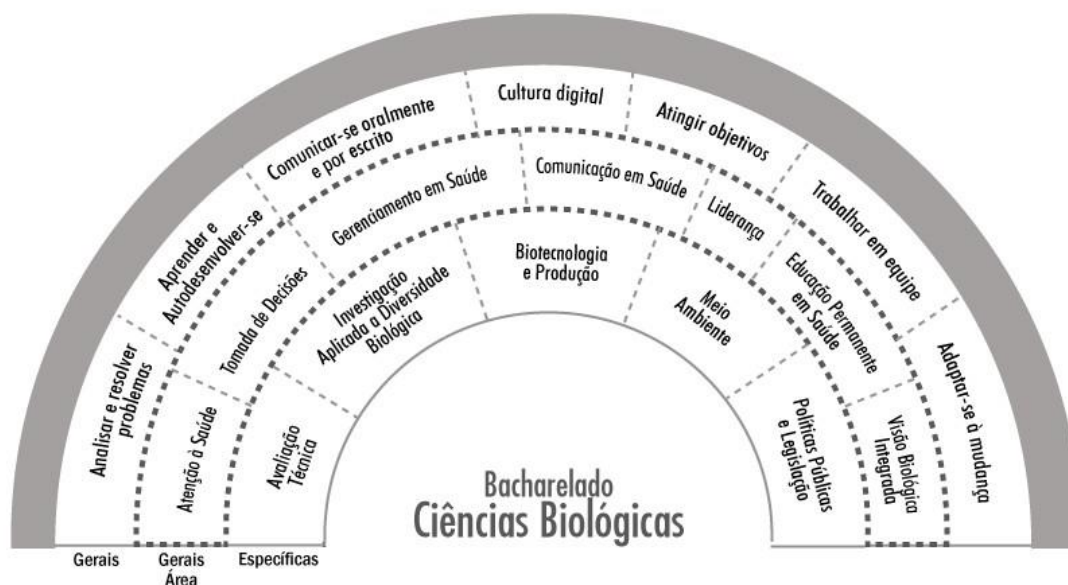 Analisar e resolver
problemas
Aprender e
Autodesenvolver-se
Comunicar-se oralmente
e por escrito
Cultura digital
Atingir objetivos
Trabalhar em equipe
Adaptar-se à mudança
Atenção à Saúde
Tomada de Decisões
Gerenciamento em Saúde
Comunicação em Saúde
Liderança
Educação Permanente
em Saúde
Visão Biológica
Integrada
Avaliação
Técnica
Investigação
Aplicada a Diversidade
Biológica
Biotecnologia
e Produção
Meio
Ambiente
Políticas Públicas
e Legislação
Bacharelado
Ciências Biológicas
Gerais
Gerais
Área
Específicas